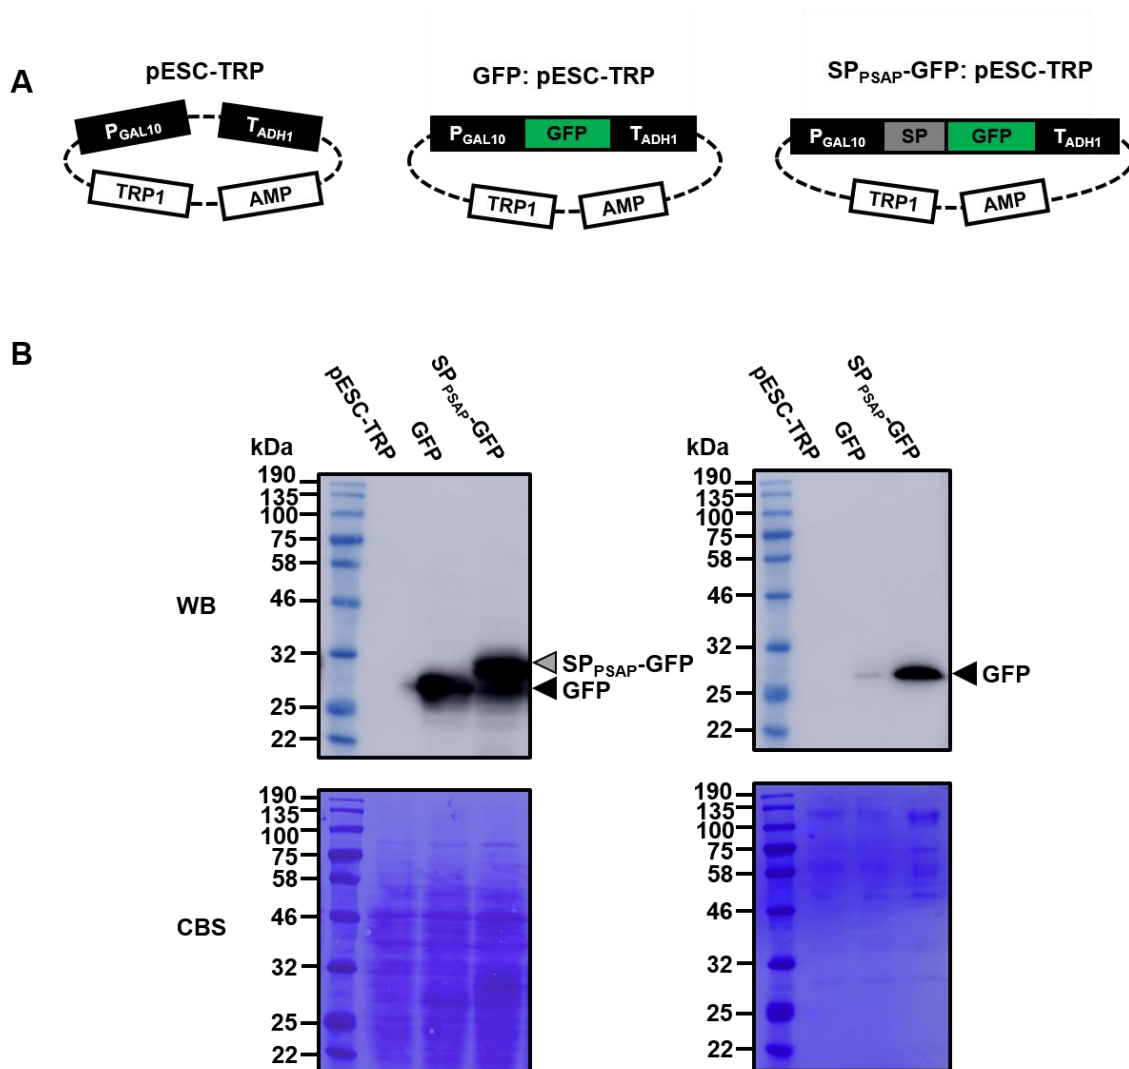 A
pESC-TRP
GFP: pESC-TRP
SPPSAP-GFP: pESC-TRP
PGAL10
TADH1
PGAL10
GFP
TADH1
PGAL10
SP
GFP
TADH1
TRP1
AMP
TRP1
AMP
TRP1
AMP
B
pESC-TRP
GFP
SPPSAP-GFP
pESC-TRP
GFP
SPPSAP-GFP
kDa
190
135
100
75
58
46
32
25
22
WB
SPPSAP-GFP
GFP
kDa
190
135
100
75
58
46
32
25
22
GFP
190
135
100
75
58
46
32
25
22
CBS
190
135
100
75
58
46
32
25
22